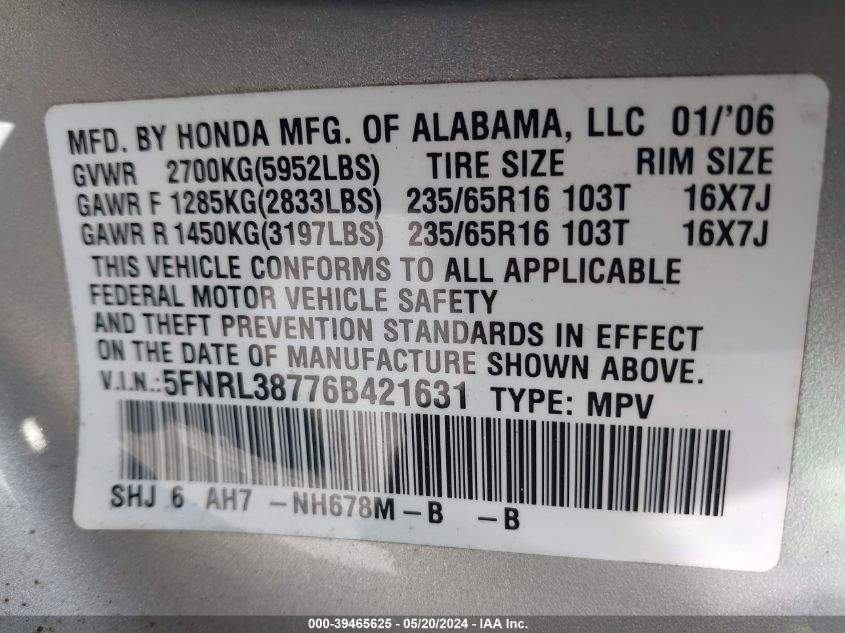 MFD. BY HONDA MFG. OF ALABAMA, LLC 01/'06
GVWR 2700KG(5952LBS) TIRE SIZE RIM SIZE
GAWR F 1285KG(2833LBS) 235/65R16 103T 16X7J
GAWR R 1450KG(3197LBS) 235/65R16 103T 16X7J
THIS VEHICLE CONFORMS TO ALL APPLICABLE
FEDERAL MOTOR VEHICLE SAFETY
AND THEFT PREVENTION STANDARDS IN EFFECT
ON THE DATE OF MANUFACTURE SHOWN ABOVE.
V.I.N.:5FNRL38776B421631 TYPE: MPV
SHJ 6 AH7 -NH678M-B -B
000-39465625 - 05/20/2024 - IAA Inc.